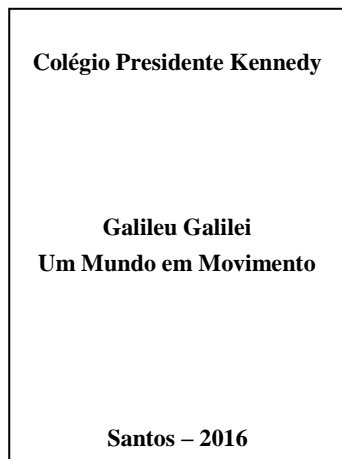 Colégio Presidente Kennedy
Galileu Galilei
Um Mundo em Movimento
Santos – 2016